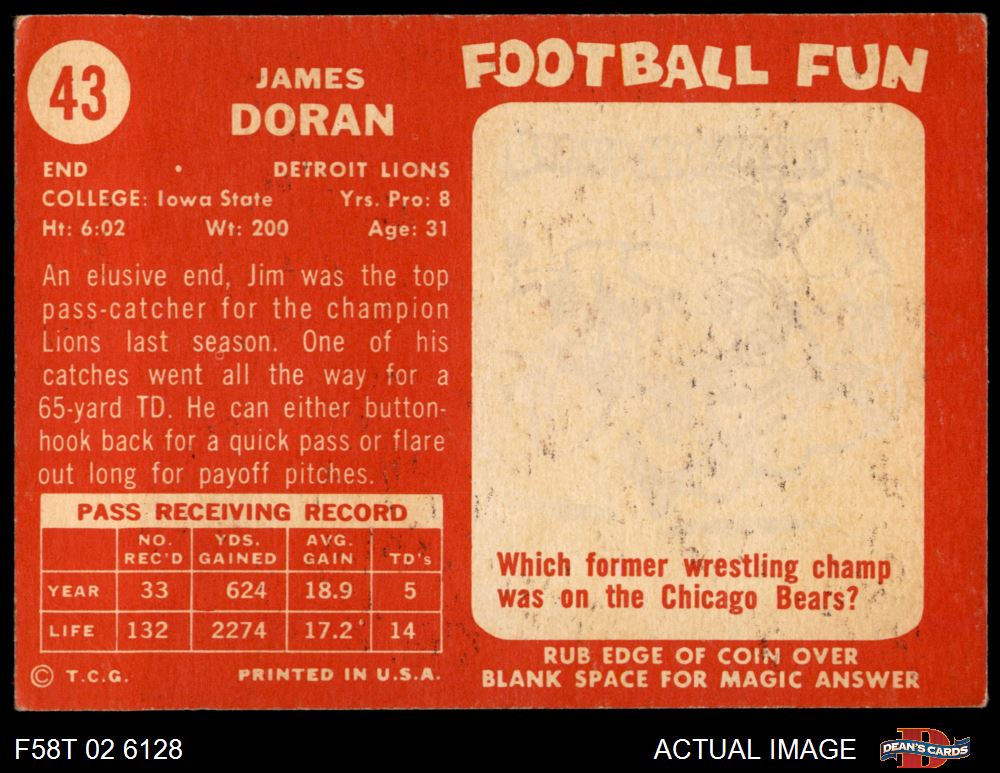 43
JAMES
DORAN
END • DETROIT LIONS
COLLEGE: Iowa State Yrs. Pro: 8
Ht: 6:02 Wt: 200 Age: 31
An elusive end, Jim was the top
pass-catcher for the champion
Lions last season. One of his
catches went all the way for a
65-yard TD. He can either button-
hook back for a quick pass or flare
out long for payoff pitches.
PASS RECEIVING RECORD
NO. REC'D YDS. GAINED AVG. GAIN TD's
YEAR 33 624 18.9 5
LIFE 132 2274 17.2 14
© T.C.G. PRINTED IN U.S.A.
FOOTBALL FUN
Which former wrestling champ
was on the Chicago Bears?
RUB EDGE OF COIN OVER
BLANK SPACE FOR MAGIC ANSWER
F58T 02 6128
ACTUAL IMAGE
DEAN'S CARDS